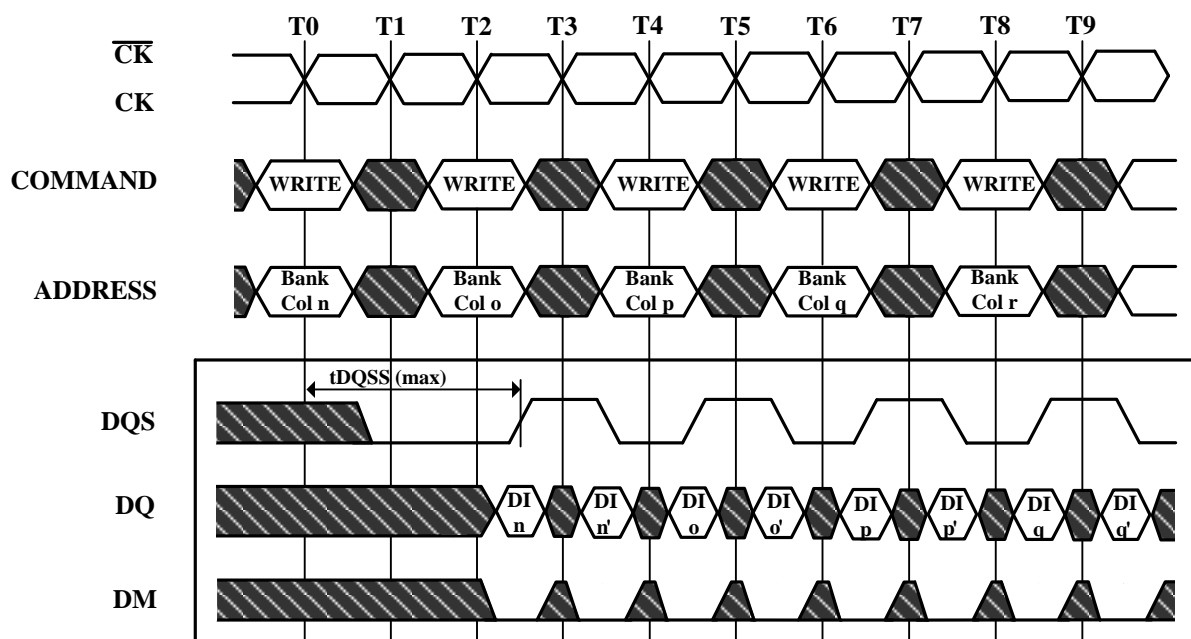 T0 T1 T2 T3 T4 T5 T6 T7 T8 T9
CK
CK
COMMAND WRITE WRITE WRITE WRITE WRITE
ADDRESS Bank Col n Bank Col o Bank Col p Bank Col q Bank Col r
tDQSS (max)
DQS
DQ DI n DI n' DI o DI o' DI p DI p' DI q DI q'
DM